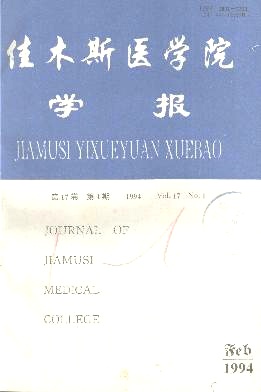 佳木斯医学院
学报
JIAMUSI YIXUEYUAN XUEBAO
第17卷 第1期 1994 Vol.17 No.1
JOURNAL OF
JIAMUSI
MEDICAL
COLLEGE
Feb
1994